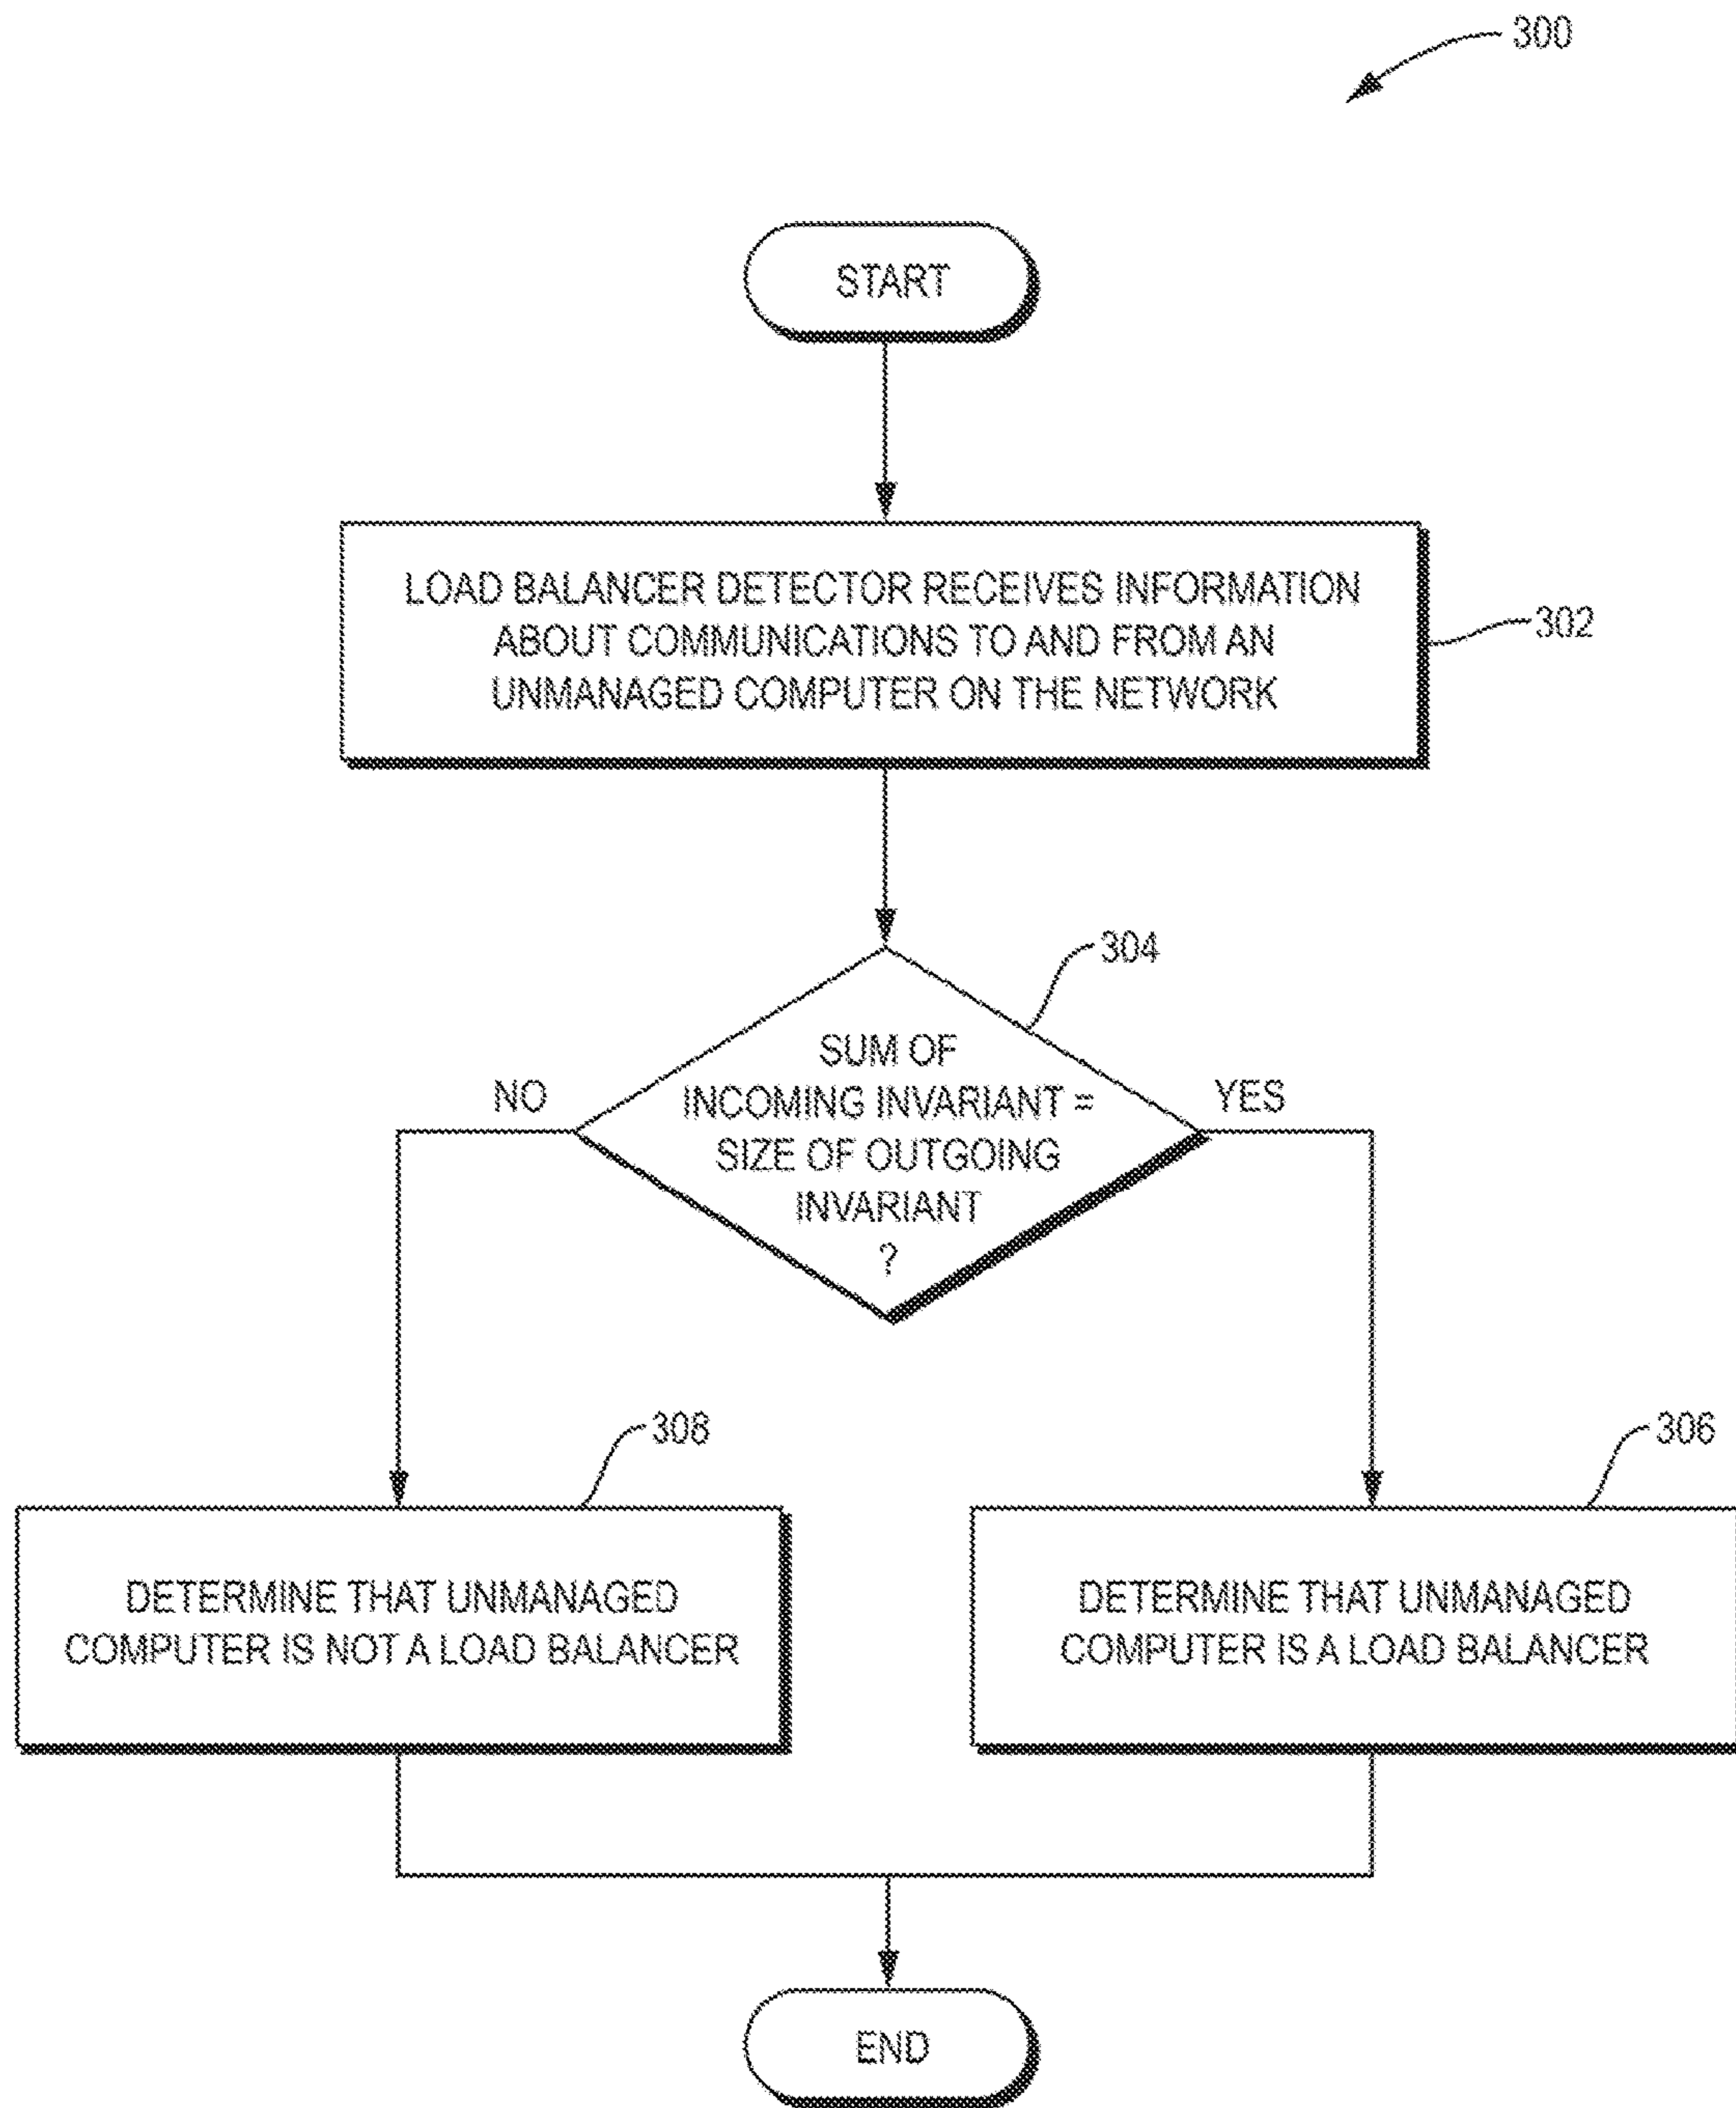 300
START
LOAD BALANCER DETECTOR RECEIVES INFORMATION
ABOUT COMMUNICATIONS TO AND FROM AN
UNMANAGED COMPUTER ON THE NETWORK
302
304
SUM OF
INCOMING INVARIANT =
SIZE OF OUTGOING
INVARIANT
?
NO
YES
308
306
DETERMINE THAT UNMANAGED
COMPUTER IS NOT A LOAD BALANCER
DETERMINE THAT UNMANAGED
COMPUTER IS A LOAD BALANCER
END